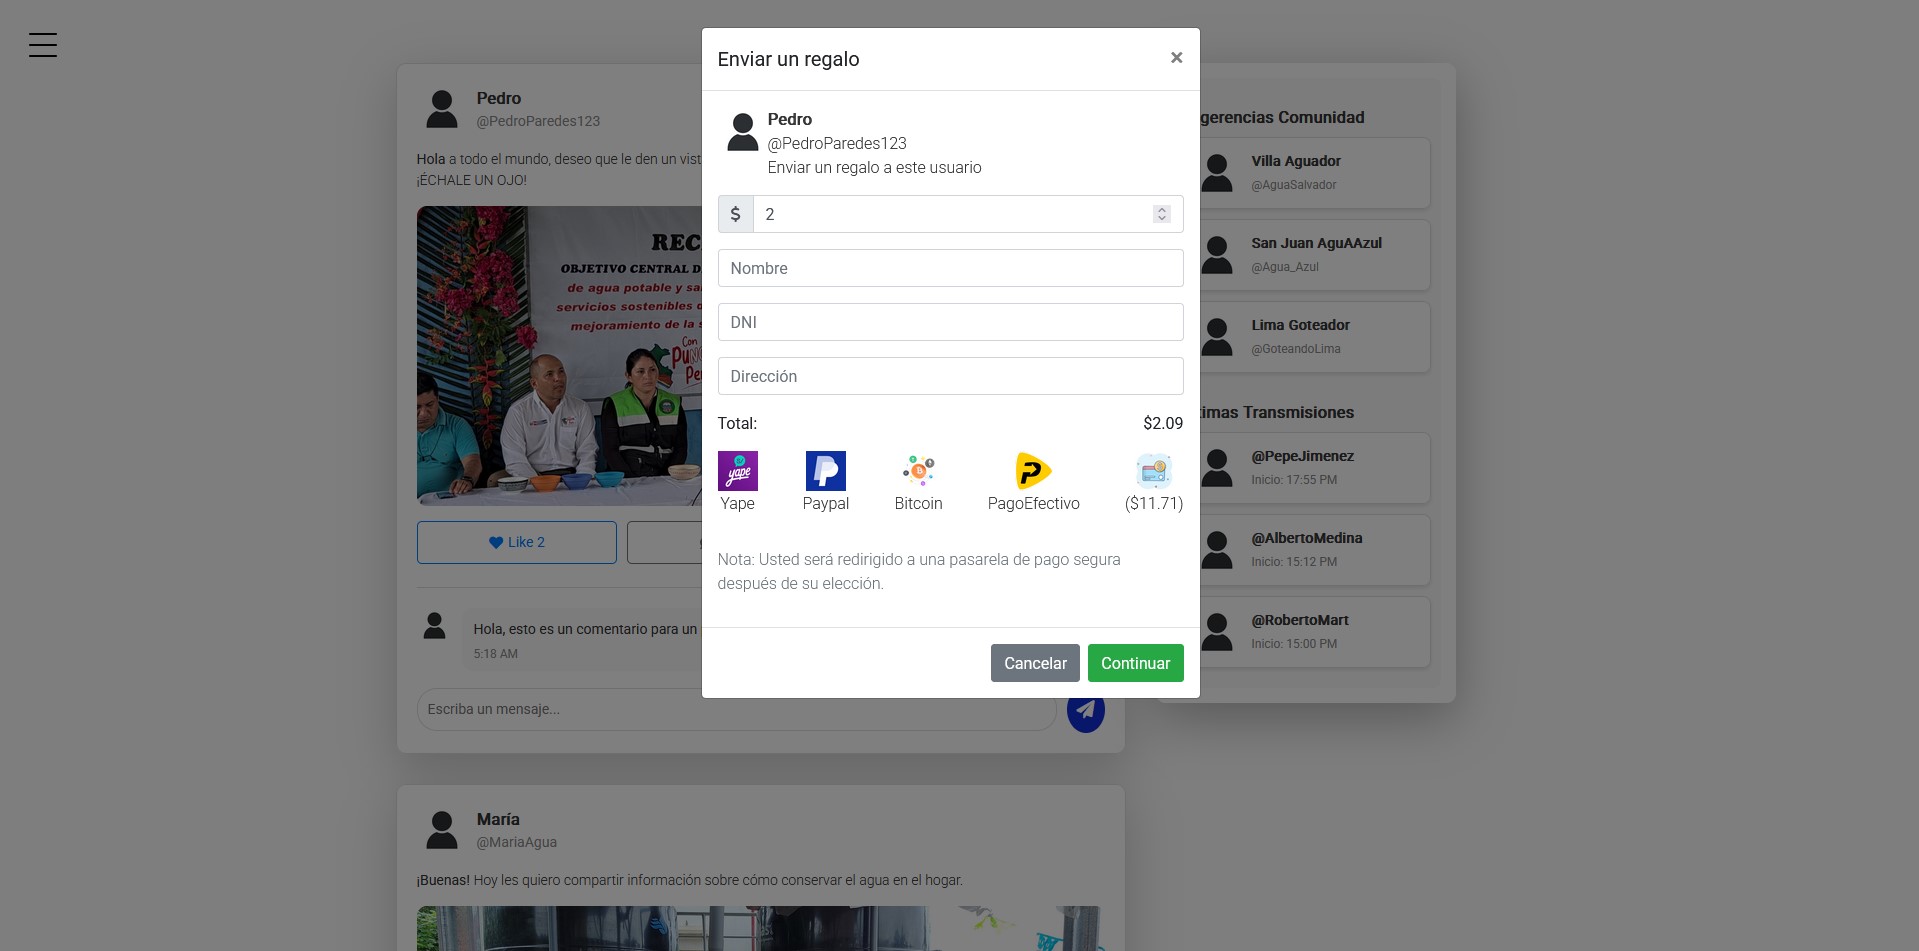 Enviar un regalo
×
Pedro
@PedroParedes123
Enviar un regalo a este usuario
$ 2
Nombre
DNI
Dirección
Total: $2.09
yape
Yape
Paypal
Bitcoin
PagoEfectivo
($11.71)
Nota: Usted será redirigido a una pasarela de pago segura
después de su elección.
Cancelar
Continuar
Pedro
@PedroParedes123
Hola a todo el mundo, deseo que le den un
¡ÉCHALE UN OJO!
OBJETIVO CENTRAL
de agua potable y
servicios sostenibles
mejoramiento de la
Con
Like 2
Hola, esto es un comentario para un
5:18 AM
Escriba un mensaje...
María
@MariaAgua
¡Buenas! Hoy les quiero compartir información sobre cómo conservar el agua en el hogar.
Comunidad
Villa Aguador
@AguaSalvador
San Juan AguAAzul
@Agua_Azul
Lima Goteador
@GoteandoLima
Transmisiones
@PepeJimenez
Inicio: 17:55 PM
@AlbertoMedina
Inicio: 15:12 PM
@RobertoMart
Inicio: 15:00 PM